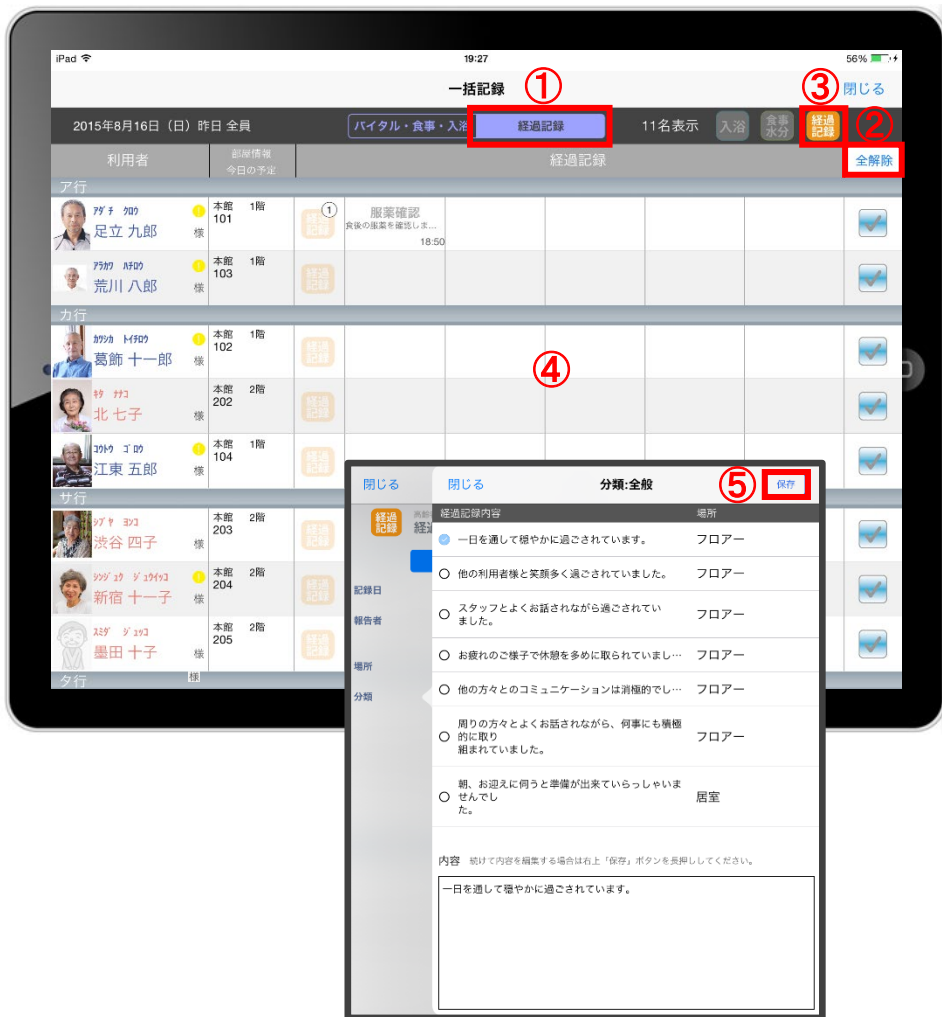 iPad 19:27 56%
一括記録 ① ③ 閉じる
2015年8月16日（日）昨日 全員 バイタル・食事・入浴 経過記録 11名表示 入浴 食事水分 経過記録 ②
利用者 部屋情報 経過記録 全解除
今日の予定
ア行
ｱﾀﾞﾁ ｸﾛｳ 本館 1階 経過記録 ① 服薬確認
足立 九郎 様 101 食後の服薬を確認しま…
18:50
ｱﾗｶﾜ ﾊﾁﾛｳ 本館 1階 経過記録
荒川 八郎 様 103
カ行
ｶﾂｼｶ ﾄｲﾁﾛｳ 本館 1階 経過記録
葛飾 十一郎 様 102
④
ｷﾀ ﾅﾅｺ 本館 2階 経過記録
北 七子 様 202
ｺｳﾄｳ ｺﾞﾛｳ 本館 1階 経過記録
江東 五郎 様 104
サ行
ｼﾌﾞﾔ ﾖﾝｺ 本館 2階 経過記録
渋谷 四子 様 203
ｼﾝｼﾞｭｸ ｼﾞｭｳｲﾁｺ 本館 2階 経過記録
新宿 十一子 様 204
ｽﾐﾀﾞ ｼﾞｭｳｺ 本館 2階 経過記録
墨田 十子 様 205
タ行 様
閉じる 閉じる 分類:全般 ⑤ 保存
経過記録 経過記録内容 場所
記録日
報告者
場所
分類
一日を通して穏やかに過ごされています。 フロアー
他の利用者様と笑顔多く過ごされていました。 フロアー
スタッフとよくお話されながら過ごされてい
ました。 フロアー
お疲れのご様子で休憩を多めに取られていまし… フロアー
他の方々とのコミュニケーションは消極的でし… フロアー
周りの方々とよくお話されながら、何事にも積極
的に取り フロアー
組まれていました。
朝、お迎えに伺うと準備が出来ていらっしゃいま
せんでし 居室
た。
内容 続けて内容を編集する場合は右上「保存」ボタンを長押ししてください。
一日を通して穏やかに過ごされています。